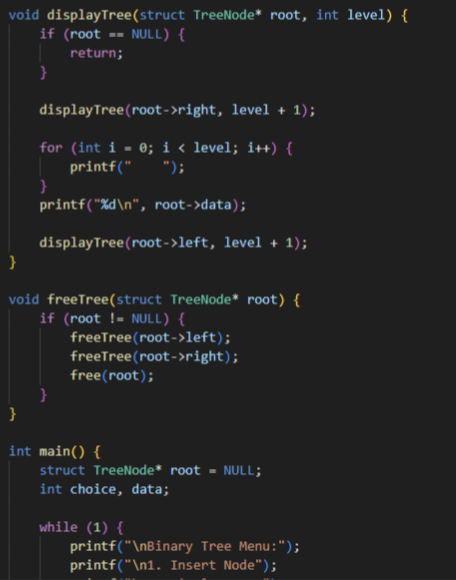 void displayTree(struct TreeNode* root, int level) {
    if (root == NULL) {
        return;
    }

    displayTree(root->right, level + 1);

    for (int i = 0; i < level; i++) {
        printf("    ");
    }
    printf("%d\n", root->data);

    displayTree(root->left, level + 1);
}

void freeTree(struct TreeNode* root) {
    if (root != NULL) {
        freeTree(root->left);
        freeTree(root->right);
        free(root);
    }
}

int main() {
    struct TreeNode* root = NULL;
    int choice, data;

    while (1) {
        printf("\nBinary Tree Menu:");
        printf("\n1. Insert Node");